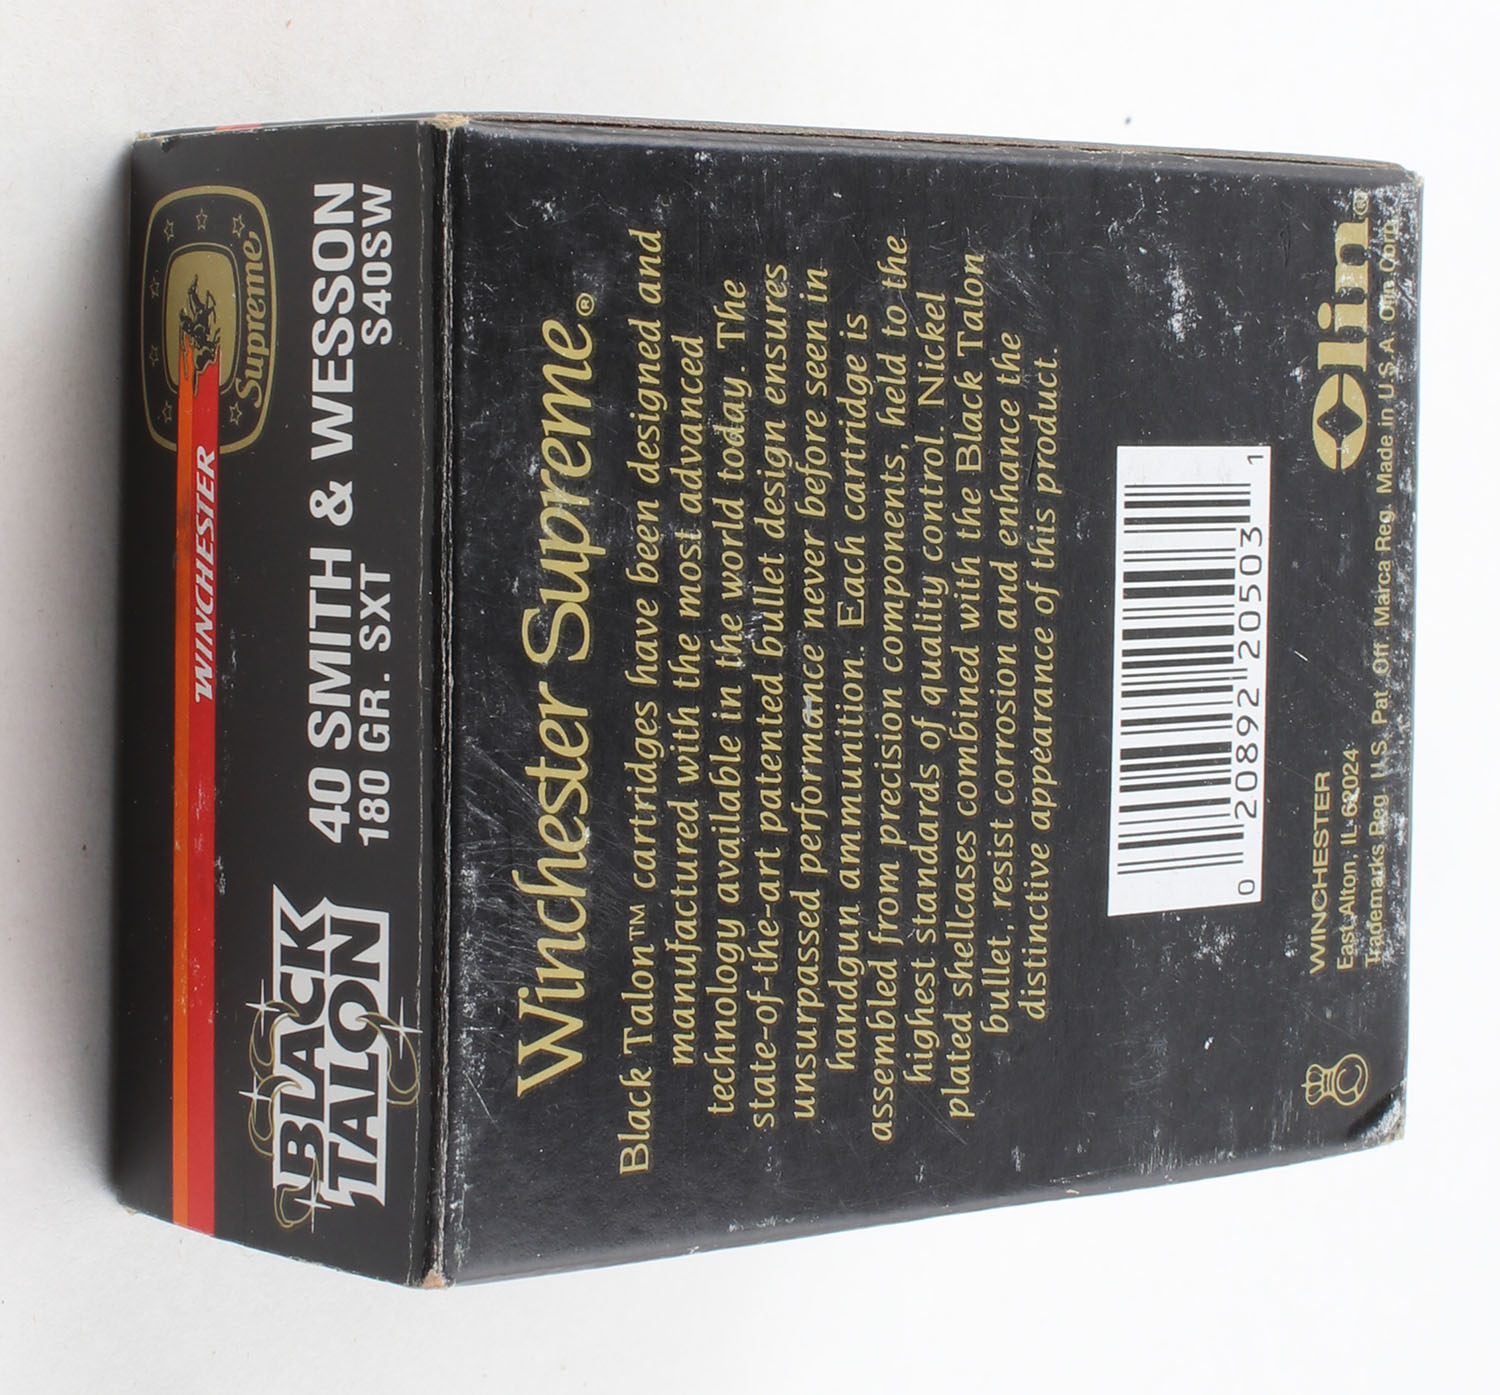 Supreme
WINCHESTER
BLACK
TALON
40 SMITH & WESSON
180 GR. SXT
S40SW
Winchester Supreme®
Black Talon™ cartridges have been designed and
manufactured with the most advanced
technology available in the world today. The
state-of-the-art patented bullet design ensures
unsurpassed performance never before seen in
handgun ammunition. Each cartridge is
assembled from precision components, held to the
highest standards of quality control. Nickel
plated shellcases combined with the Black Talon
bullet, resist corrosion and enhance the
distinctive appearance of this product.
0 20892 20503 1
WINCHESTER
East Alton, IL 62024
Trademarks Reg U.S. Pat. Off. Marca Reg. Made in U.S.A. Olin Corp.
Olin®